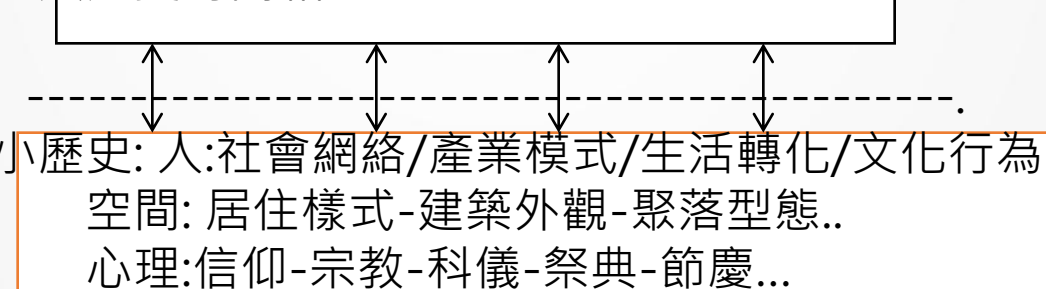 小歷史: 人:社會網絡/產業模式/生活轉化/文化行為
空間: 居住樣式-建築外觀-聚落型態..
心理:信仰-宗教-科儀-祭典-節慶...